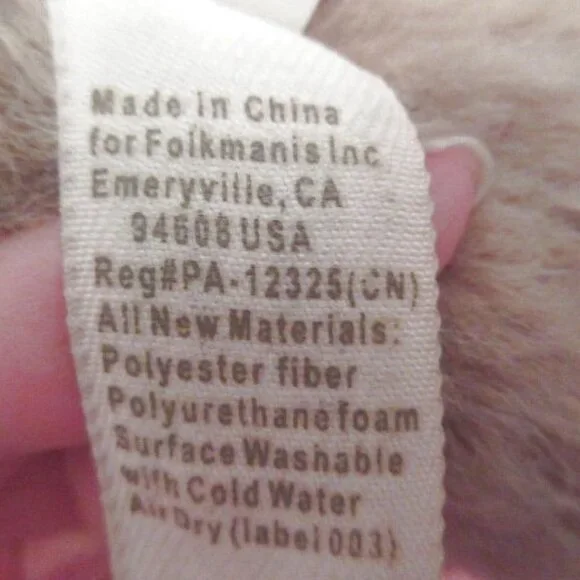 Made in China
for Folkmanis Inc
Emeryville, CA
94608 USA
Reg#PA-12325(CN)
All New Materials:
Polyester fiber
Polyurethane foam
Surface Washable
with Cold Water
Air Dry (label 003)